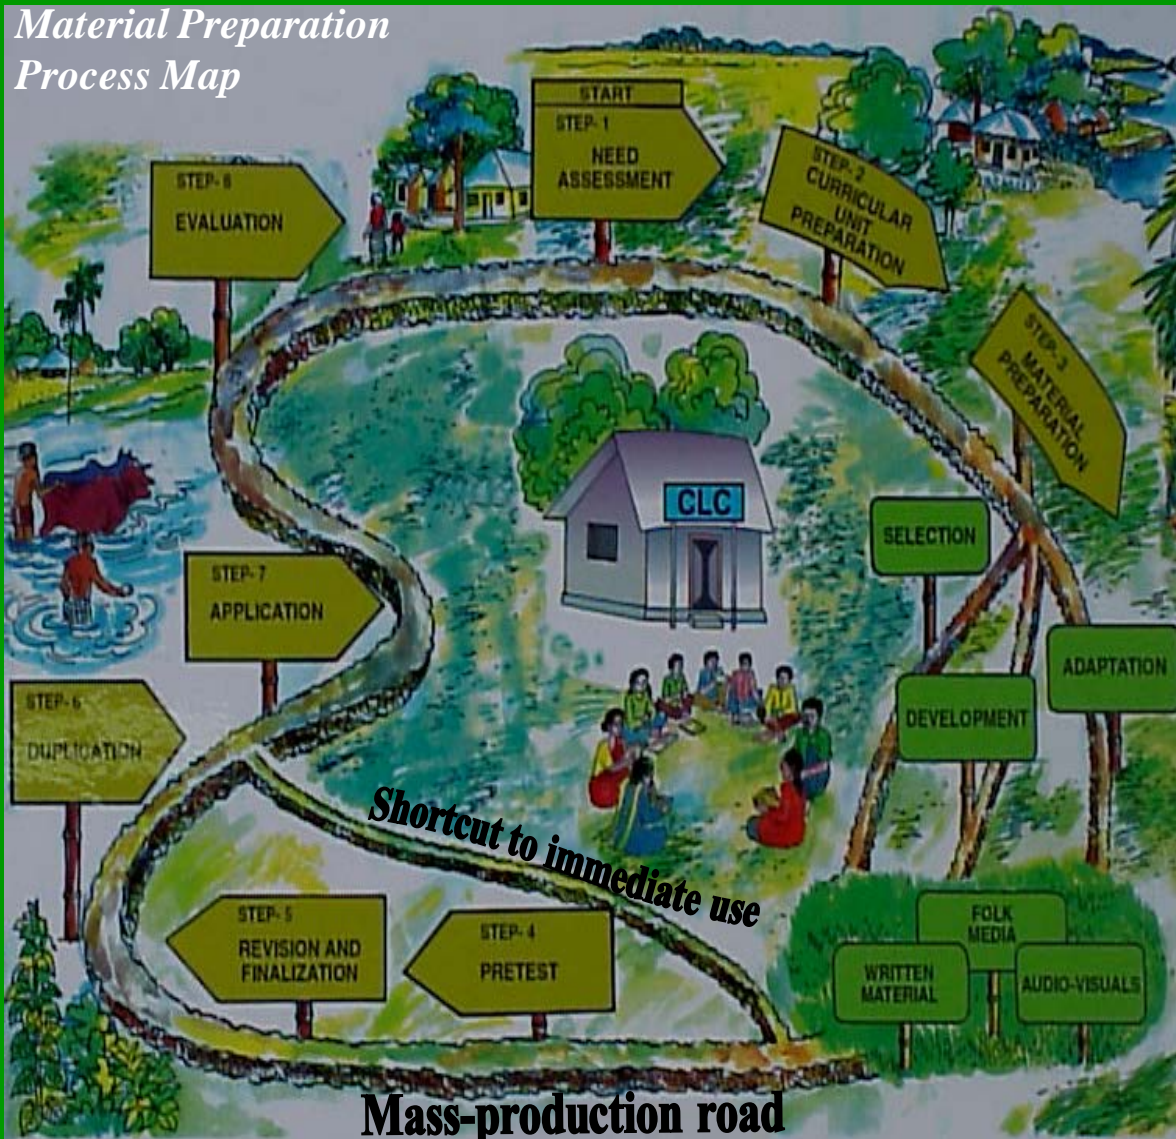 Material Preparation
Process Map
START
STEP- 1
NEED
ASSESSMENT
STEP- 2
CURRICULAR
UNIT
PREPARATION
STEP- 3
MATERIAL
PREPARATION
SELECTION
ADAPTATION
DEVELOPMENT
FOLK
MEDIA
WRITTEN
MATERIAL
AUDIO-VISUALS
STEP- 4
PRETEST
STEP- 5
REVISION AND
FINALIZATION
STEP- 6
DUPLICATION
STEP- 7
APPLICATION
STEP- 8
EVALUATION
CLC
Shortcut to immediate use
Mass-production road